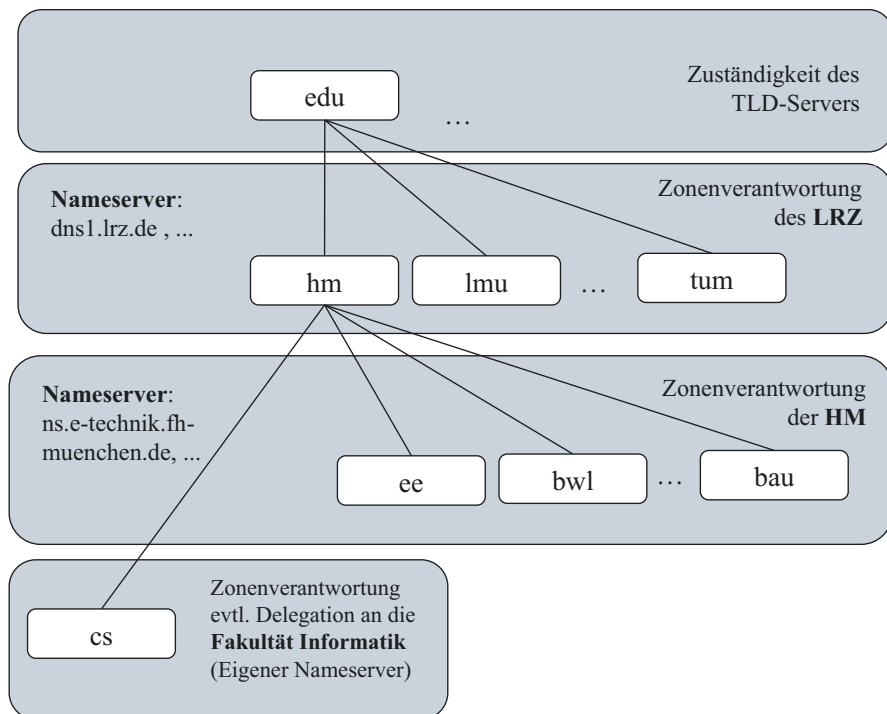 Zuständigkeit des
TLD-Servers
edu
...
Nameserver:
dns1.lrz.de , ...
Zonenverantwortung
des LRZ
hm
lmu
...
tum
Nameserver:
ns.e-technik.fh-
muenchen.de, ...
Zonenverantwortung
der HM
ee
bwl
...
bau
cs
Zonenverantwortung
evtl. Delegation an die
Fakultät Informatik
(Eigener Nameserver)